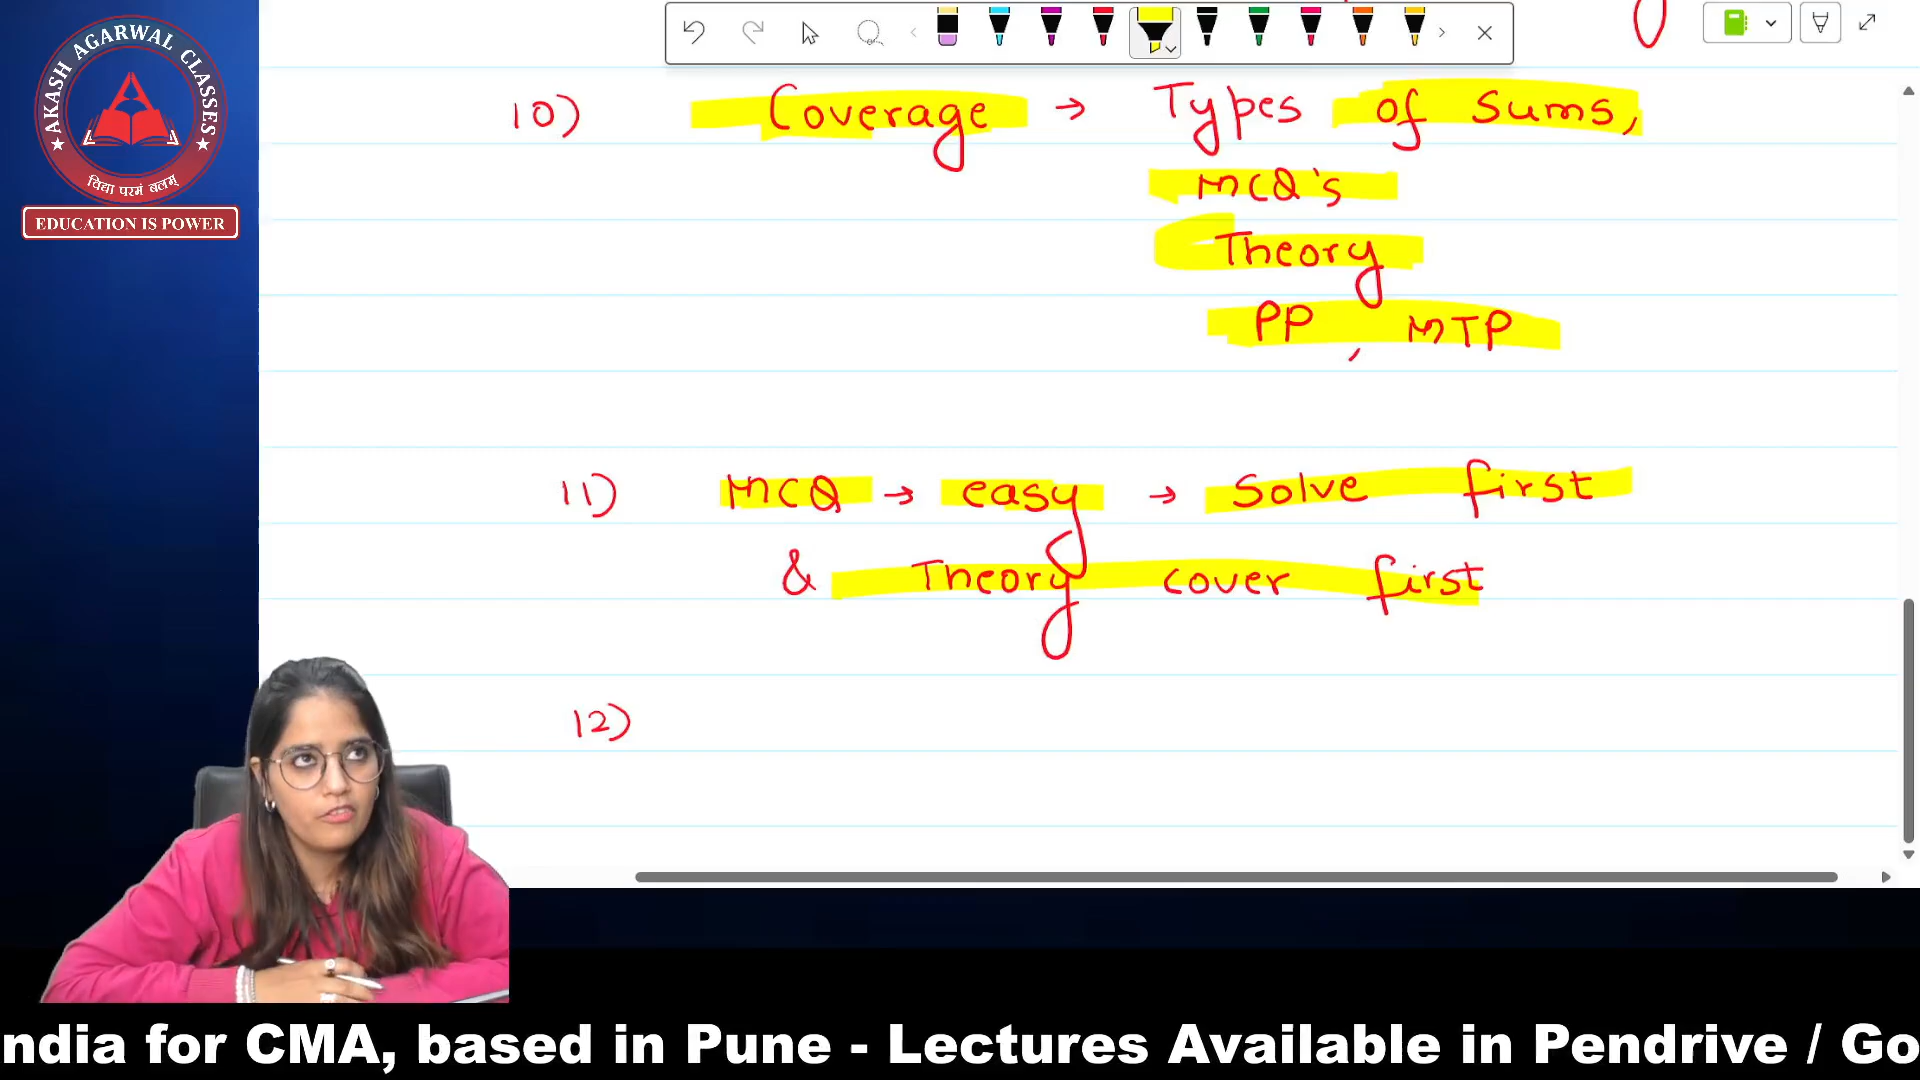 AKASH AGARWAL CLASSES
विद्या परमं बलम्
EDUCATION IS POWER
10) Coverage → Types of Sums,
MCQ's
Theory
PP, MTP
11) MCQ → easy → Solve first
& Theory cover first
12)
ndia for CMA, based in Pune - Lectures Available in Pendrive / Go